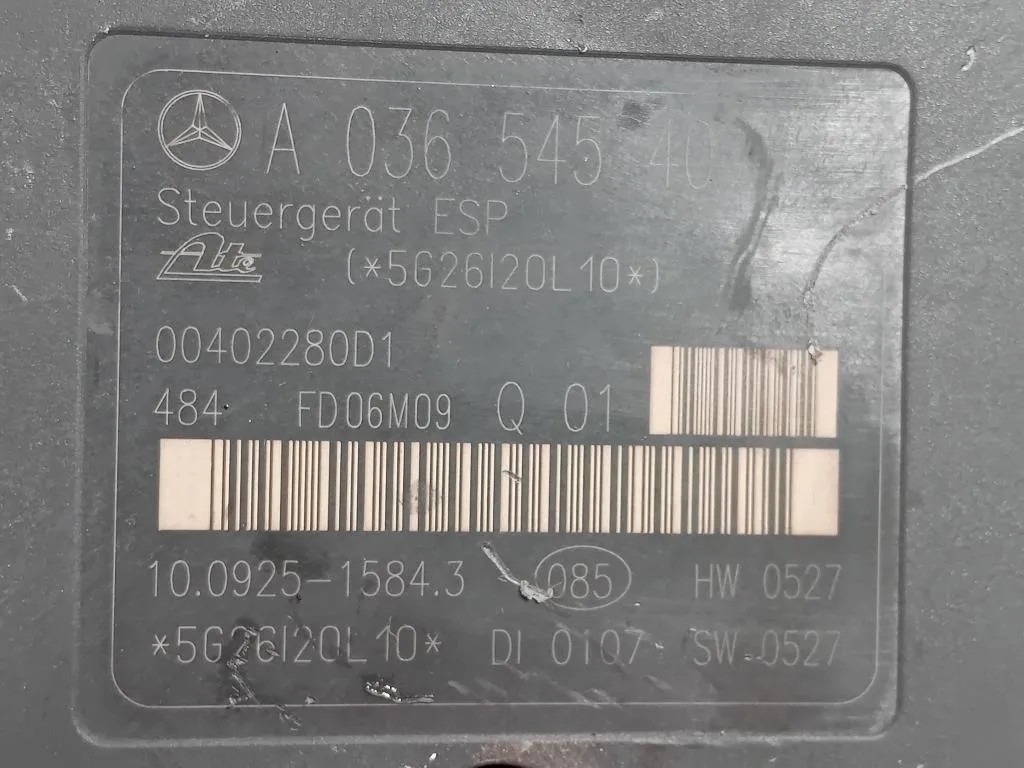 A 036 545 40
Steuergerät ESP
Ate (*5G26I20L10*)
00402280D1
484 FD06M09 Q 01
10.0925-1584.3 085 HW 0527
*5G26I20L10* DI 0107 SW 0527